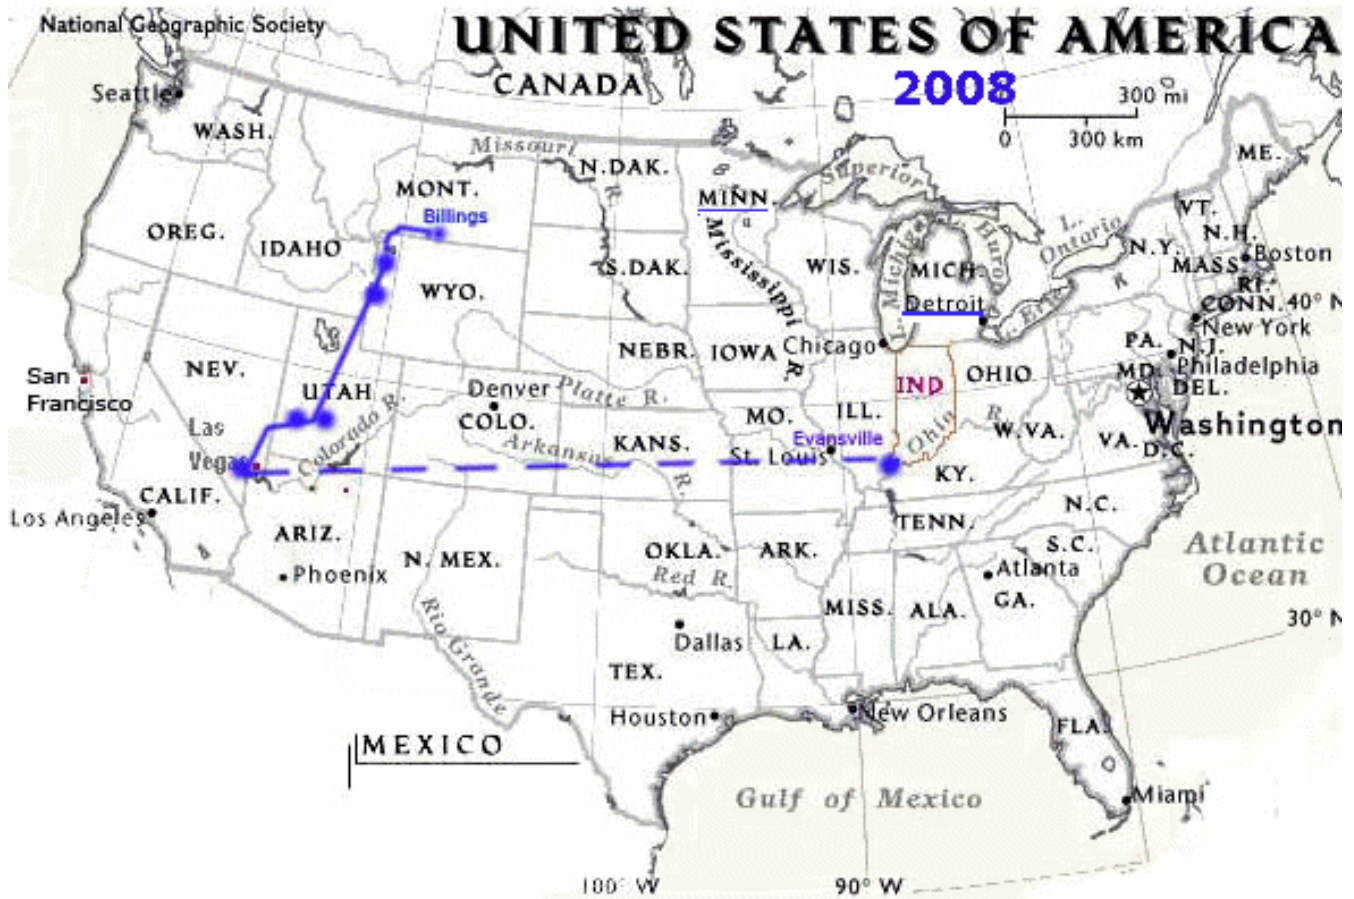 National Geographic Society
UNITED STATES OF AMERICA
CANADA
2008
300 mi
0 300 km
Seattle
WASH.
Missouri
R.
N.DAK.
MONT.
MINN.
Superior
ME.
Billings
OREG.
IDAHO
Mississippi R.
WIS.
L. Michi
MICH.
Huron
L. Ontario
VT.
N.H.
N.Y.
MASS.
Boston
RI.
S.DAK.
WYO.
Detroit
L. Erie
CONN.
40° N
New York
NEBR.
IOWA
Chicago
PA.
N.J.
Philadelphia
NEV.
UTAH
Denver
Platte R.
IND
OHIO
MD.
DEL.
San
Francisco
COLO.
MO.
ILL.
Ohio R.
W.VA.
VA.
Washington
D.C.
Las
Vegas
Colorado R.
Arkansas
R.
KANS.
Evansville
St. Louis
KY.
CALIF.
Los Angeles
N.C.
TENN.
ARIZ.
N. MEX.
OKLA.
Red R.
ARK.
S.C.
Atlantic
Ocean
Phoenix
Atlanta
GA.
MISS.
ALA.
30° N
Rio Grande
Dallas
LA.
TEX.
Houston
New Orleans
FLA.
MEXICO
Gulf of Mexico
Miami
100° W
90° W